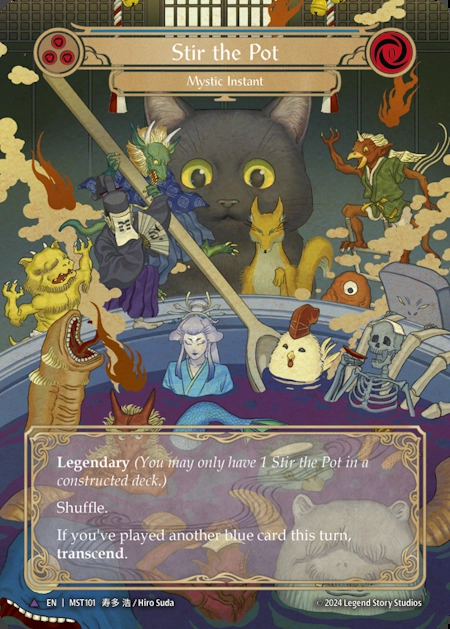 Stir the Pot
Mystic Instant
Legendary (You may only have 1 Stir the Pot in a
constructed deck.)
Shuffle.
If you've played another blue card this turn,
transcend.
EN | MST101 寿多 浩 / Hiro Suda
©2024 Legend Story Studios